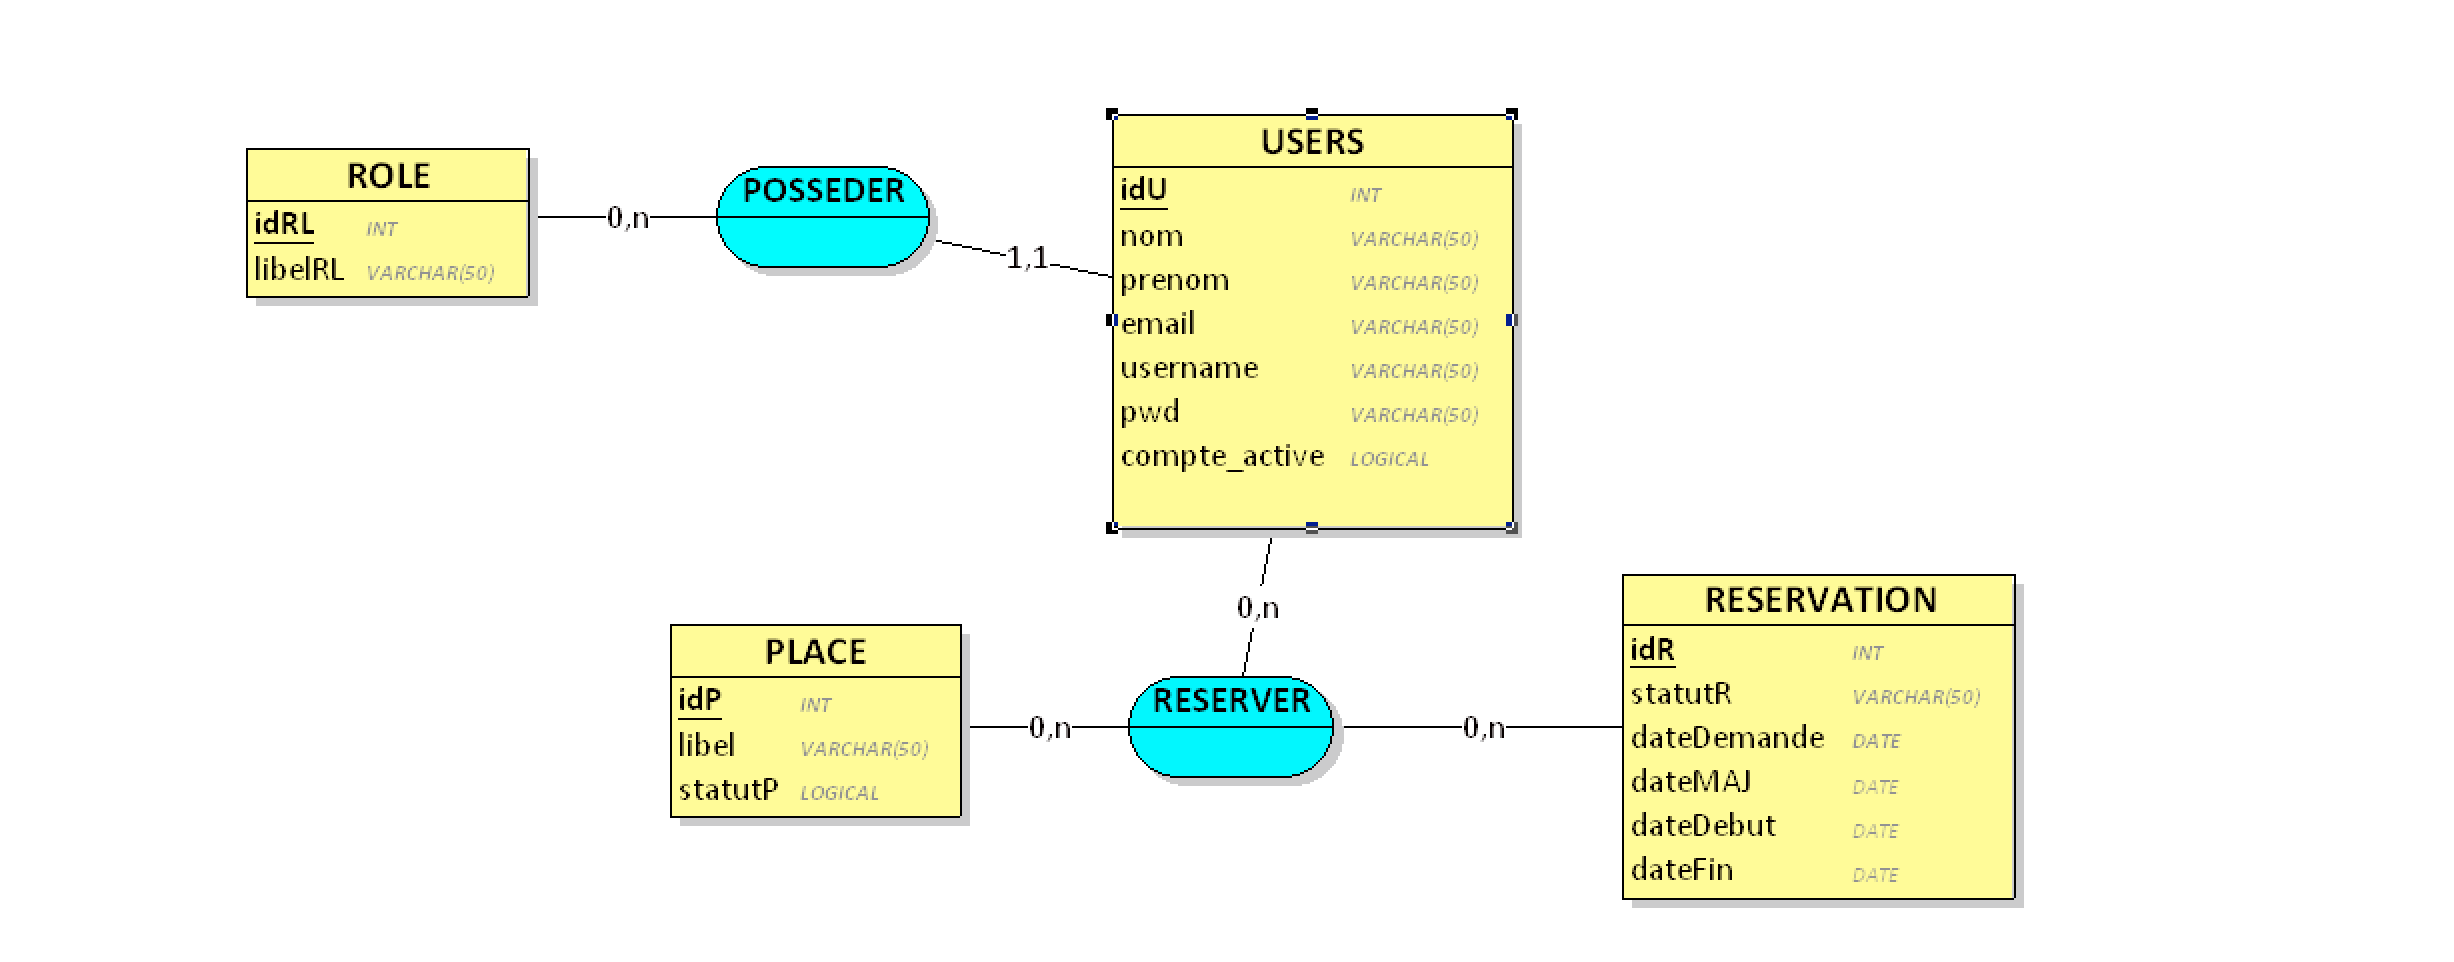 ROLE
idRL INT
libelRL VARCHAR(50)
0,n
POSSEDER
1,1
USERS
idU INT
nom VARCHAR(50)
prenom VARCHAR(50)
email VARCHAR(50)
username VARCHAR(50)
pwd VARCHAR(50)
compte_active LOGICAL
0,n
PLACE
idP INT
libel VARCHAR(50)
statutP LOGICAL
0,n
RESERVER
0,n
RESERVATION
idR INT
statutR VARCHAR(50)
dateDemande DATE
dateMAJ DATE
dateDebut DATE
dateFin DATE